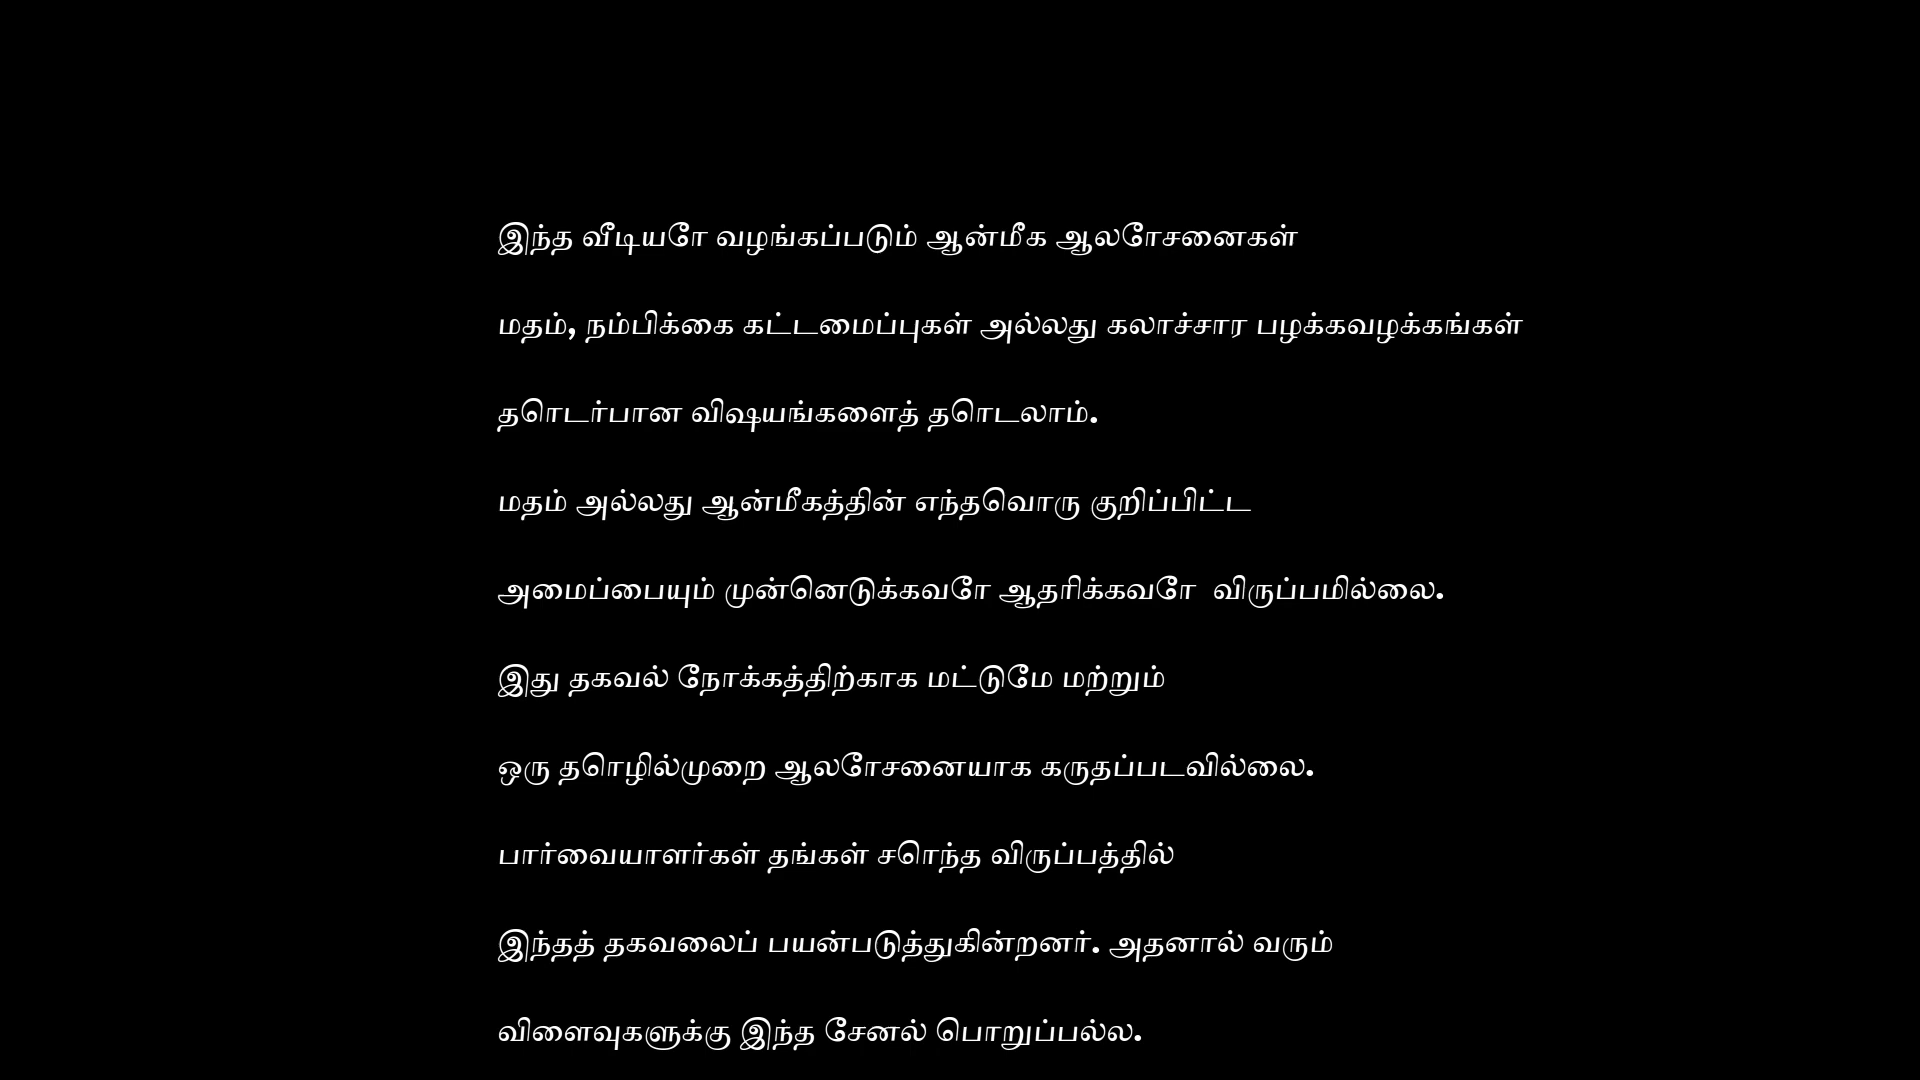 இந்த வீடியோ வழங்கப்படும் ஆன்மீக ஆலோசனைகள்
மதம், நம்பிக்கை கட்டமைப்புகள் அல்லது கலாச்சார பழக்கவழக்கங்கள்
தொடர்பான விஷயங்களைத் தொடலாம்.
மதம் அல்லது ஆன்மீகத்தின் எந்தவொரு குறிப்பிட்ட
அமைப்பையும் முன்னெடுக்கவோ ஆதரிக்கவோ விருப்பமில்லை.
இது தகவல் நோக்கத்திற்காக மட்டுமே மற்றும்
ஒரு தொழில்முறை ஆலோசனையாக கருதப்படவில்லை.
பார்வையாளர்கள் தங்கள் சொந்த விருப்பத்தில்
இந்தத் தகவலைப் பயன்படுத்துகின்றனர். அதனால் வரும்
விளைவுகளுக்கு இந்த சேனல் பொறுப்பல்ல.